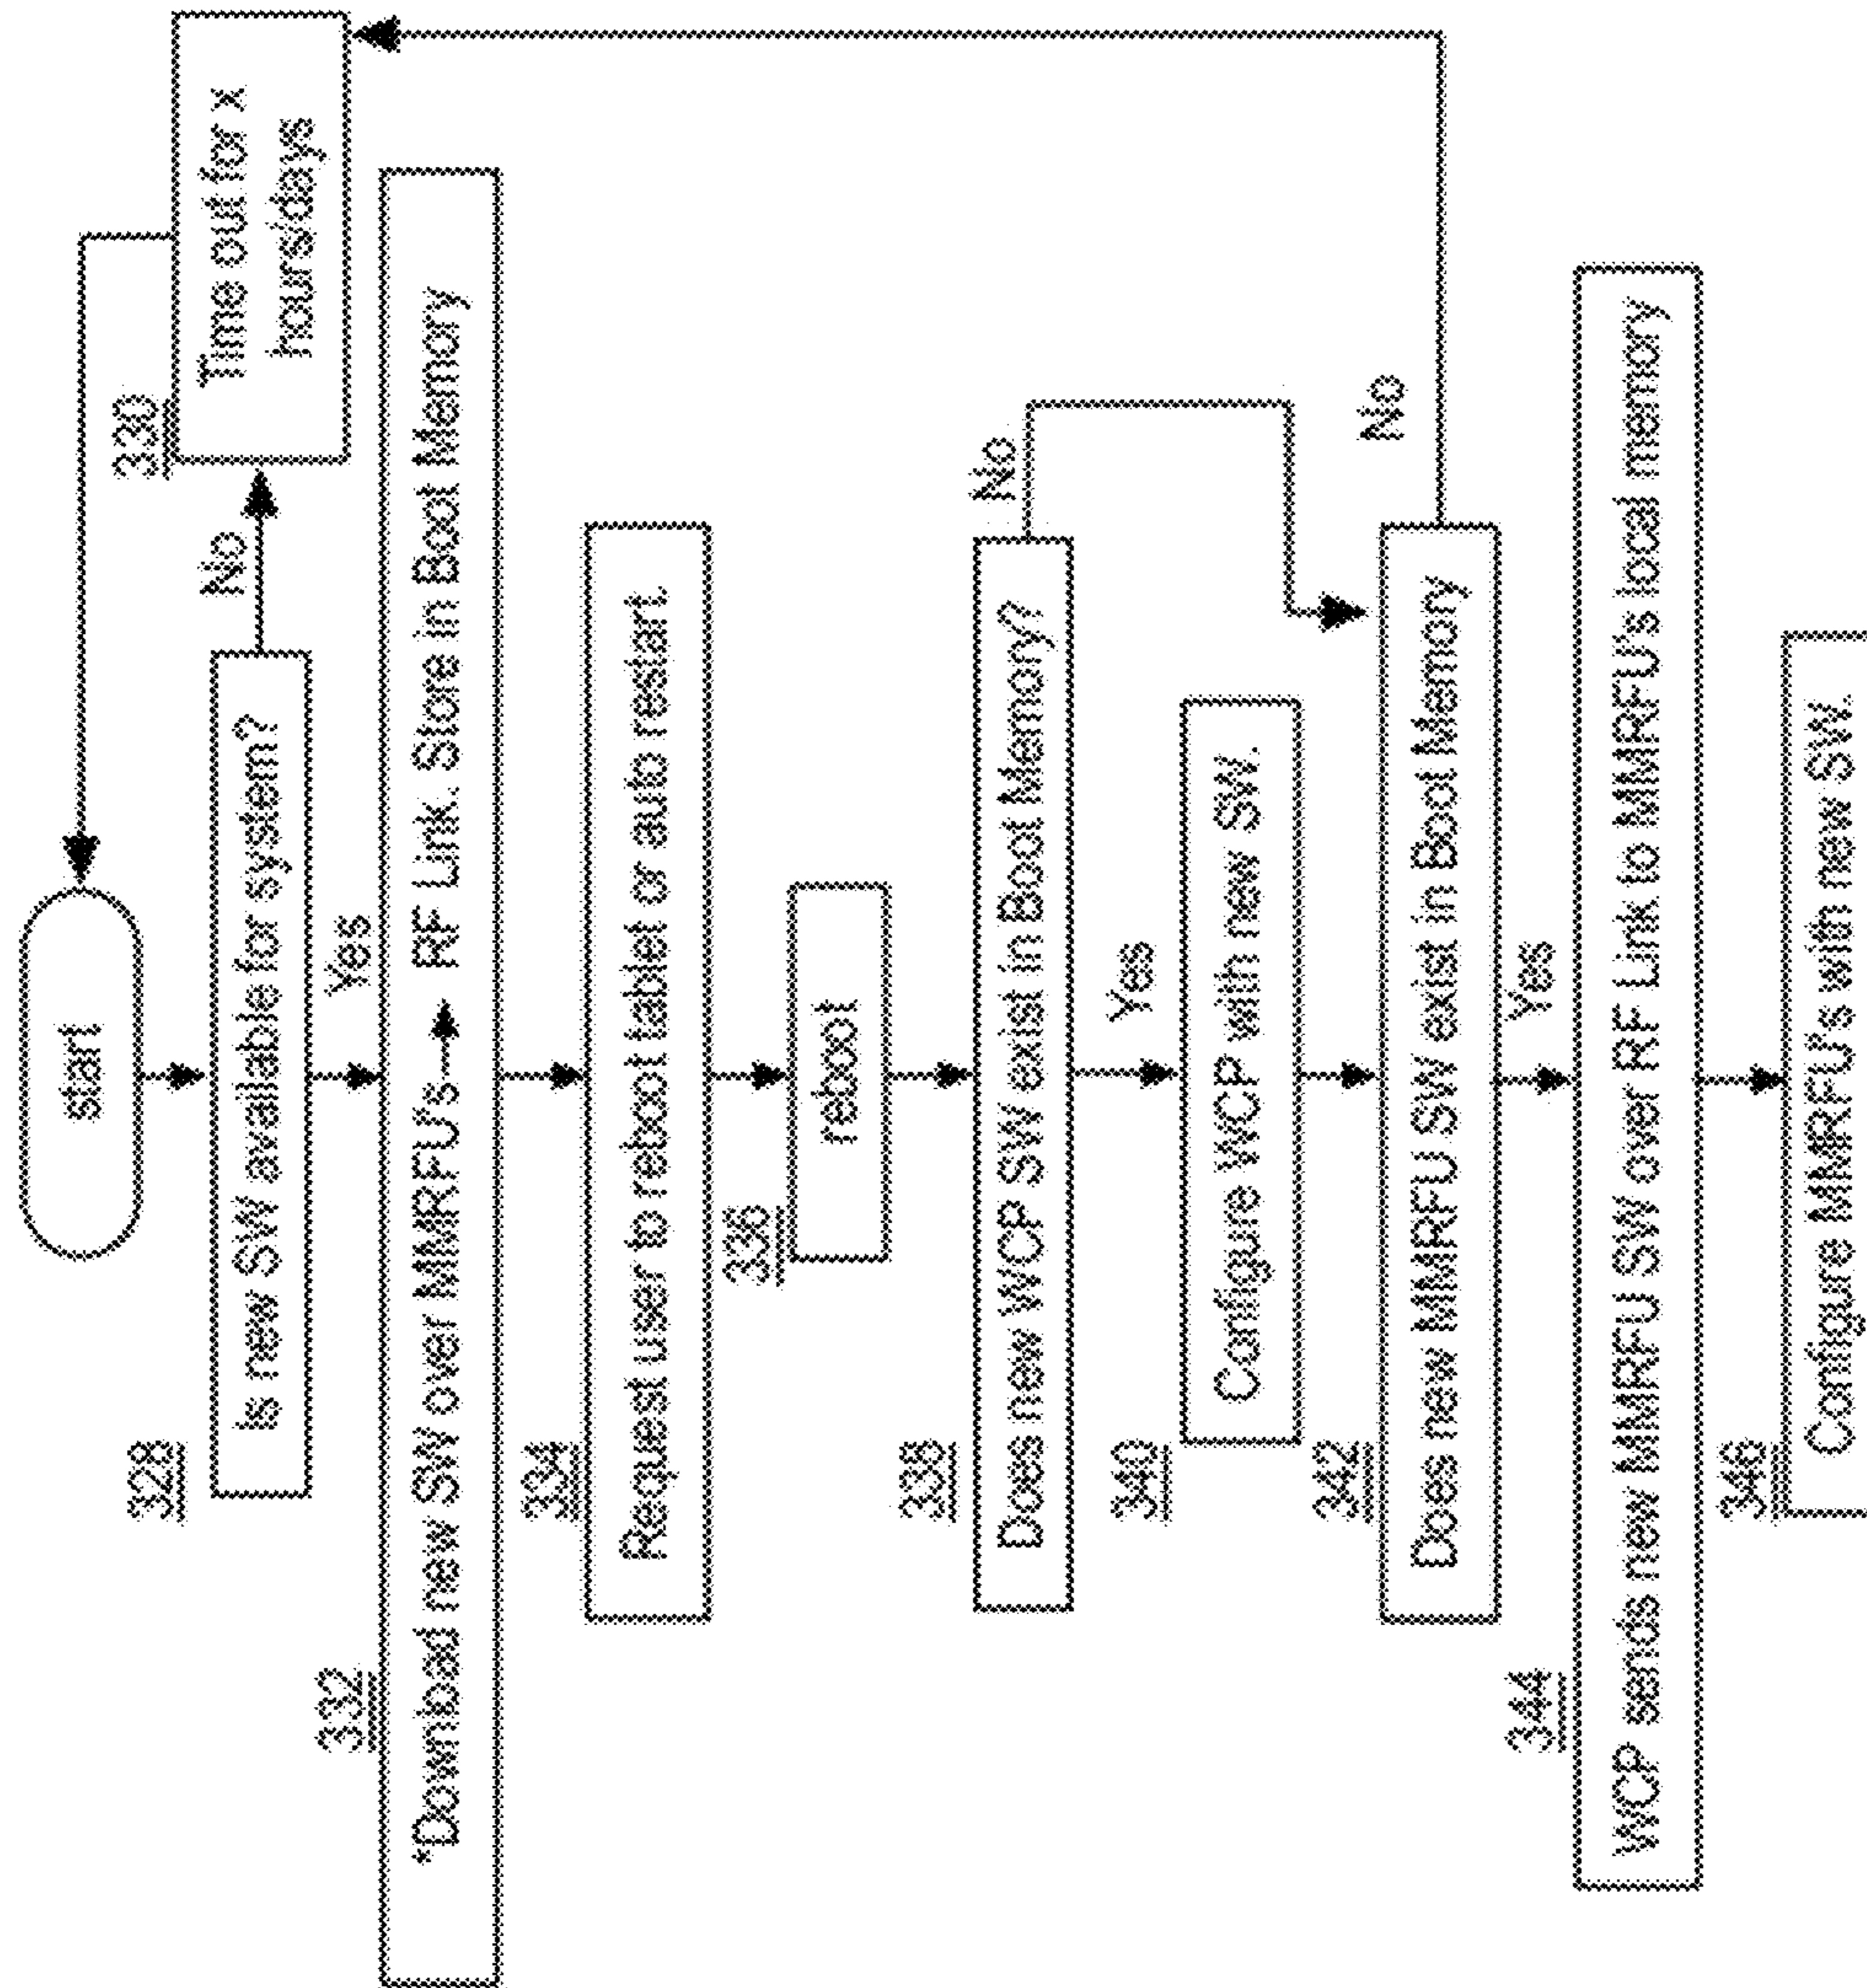 start
328
Is new SW available for system?
No
330
Time out for x
hours/days
Yes
332
*Download new SW over MMRFU's→ RF Link. Store in Boot Memory
334
Request user to reboot tablet or auto restart.
336
reboot
338
Does new WCP SW exist in Boot Memory?
No
Yes
340
Configure WCP with new SW.
342
Does new MMRFU SW exist in Boot Memory
No
Yes
344
WCP sends new MMRFU SW over RF Link to MMRFU's local memory
346
Configure MMRFU's with new SW.